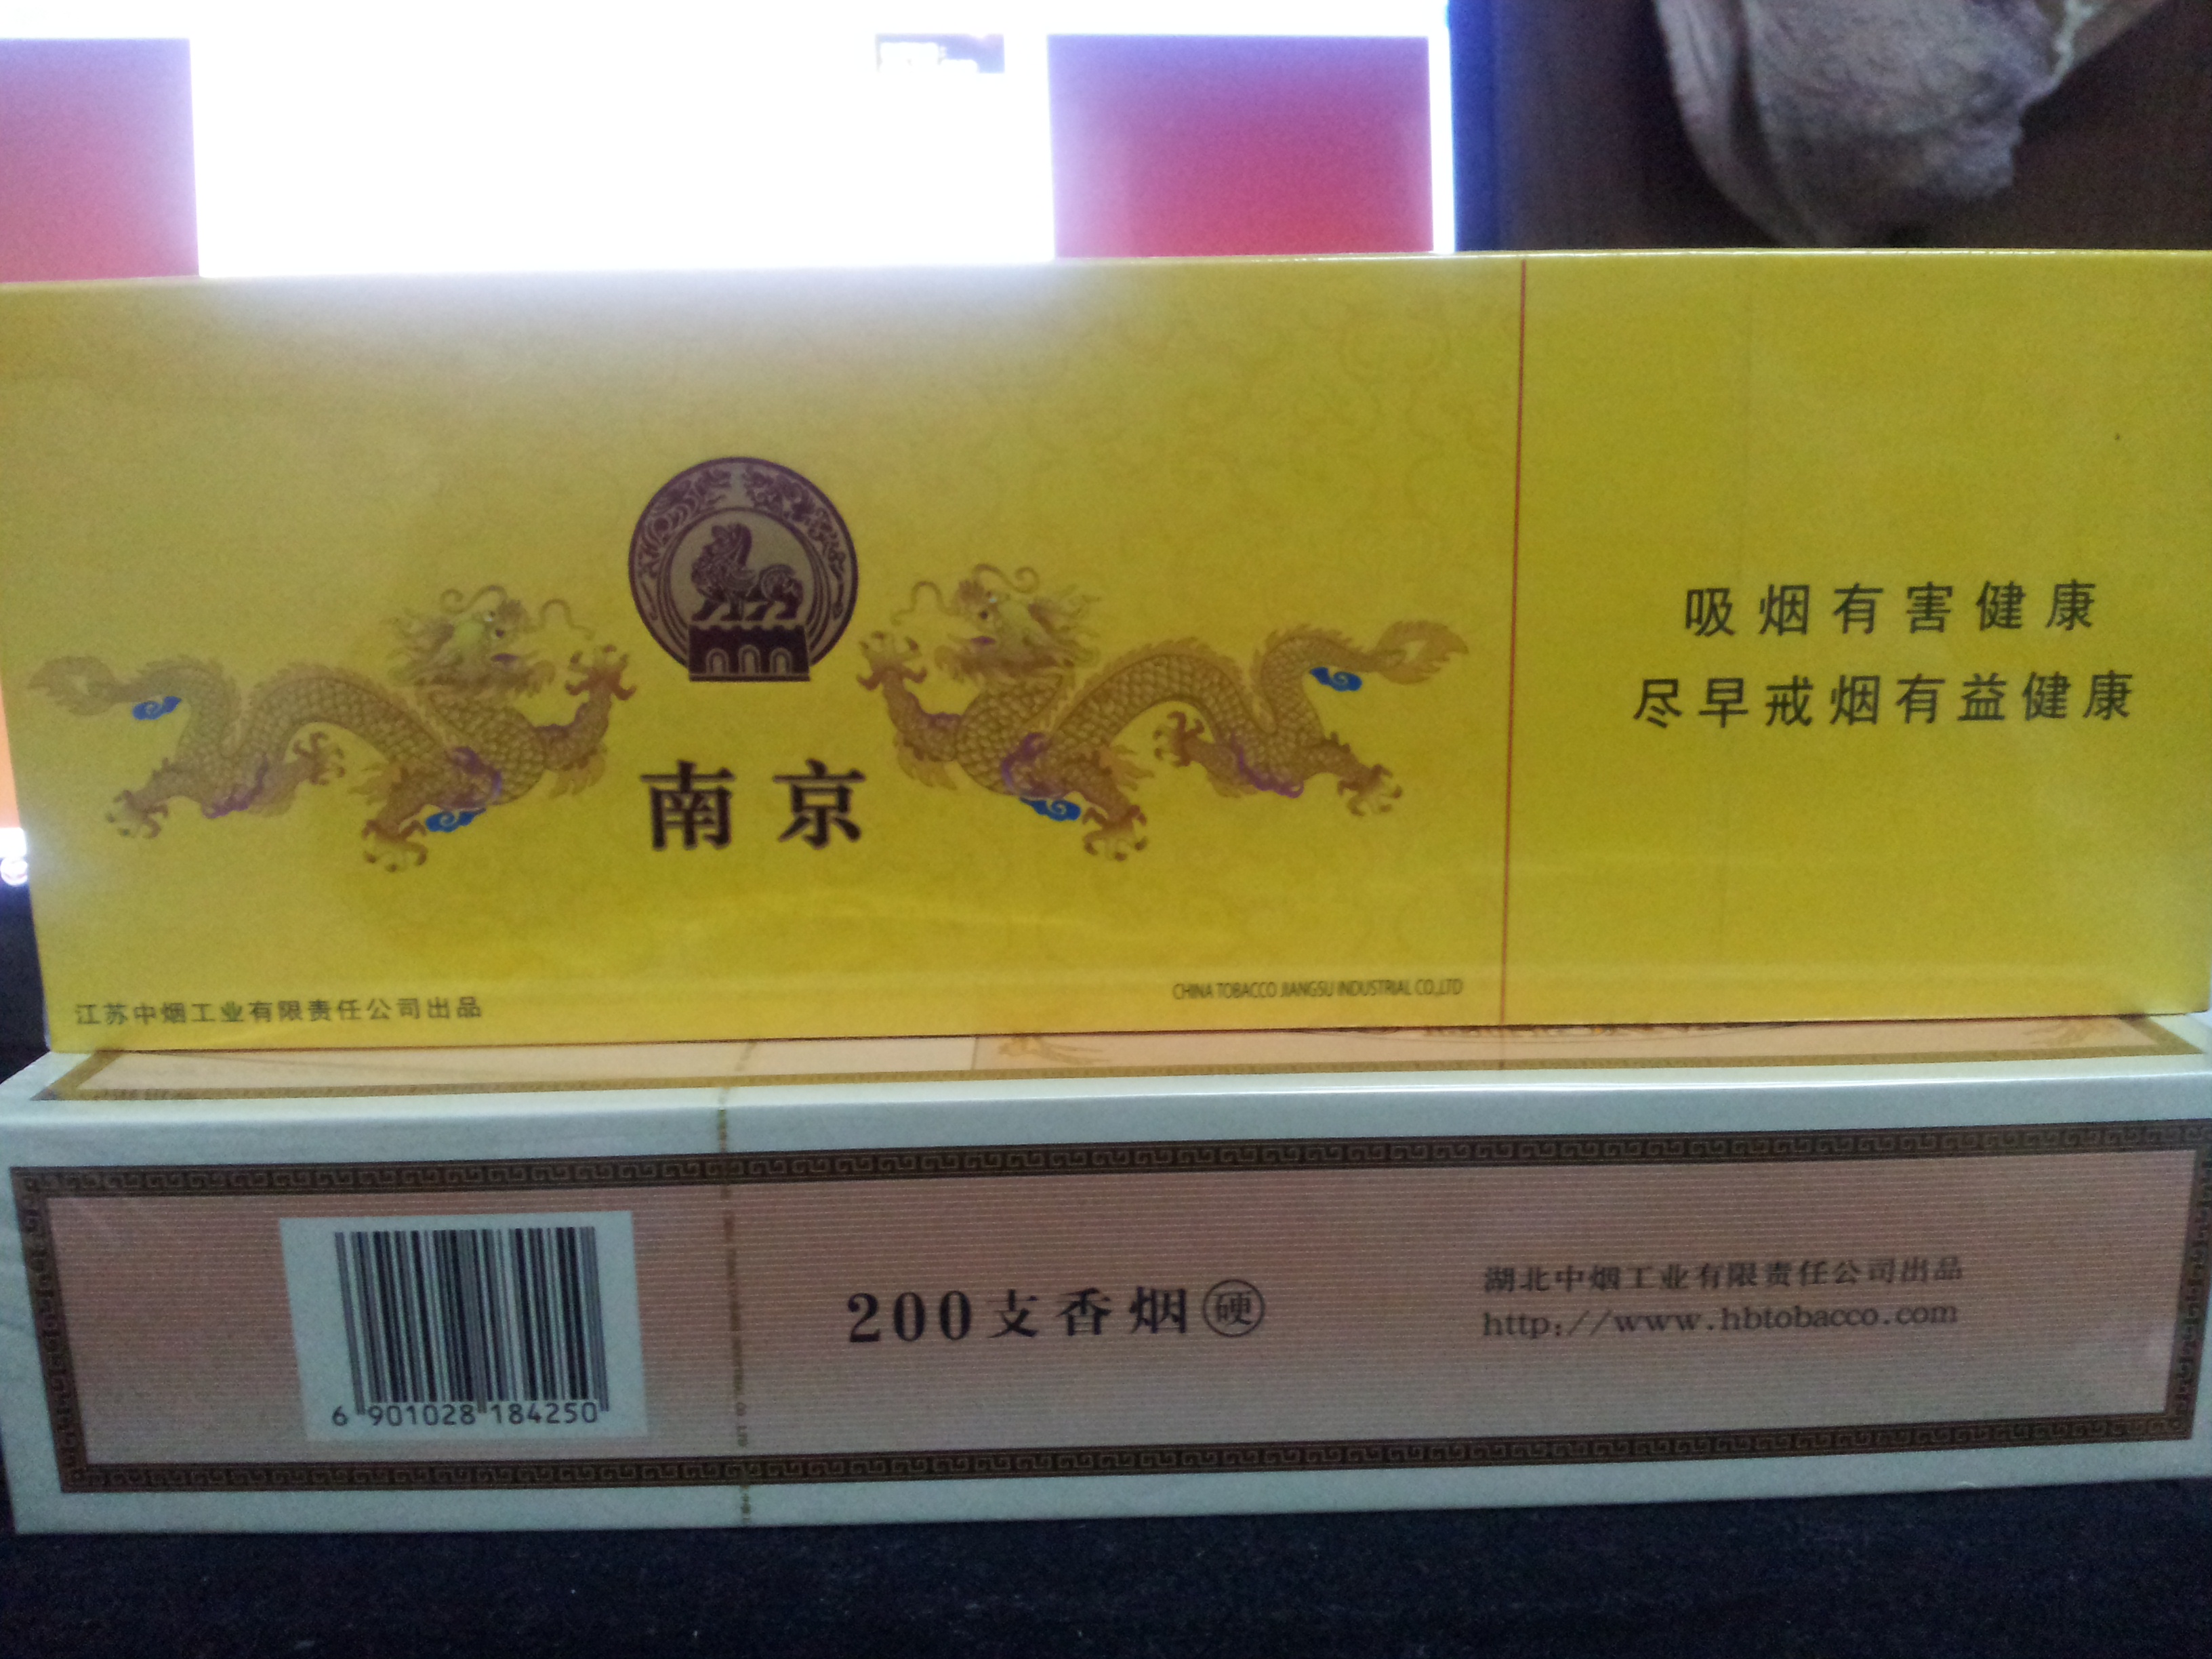 南京
吸烟有害健康
尽早戒烟有益健康
江苏中烟工业有限责任公司出品
CHINA TOBACCO JIANGSU INDUSTRIAL CO.,LTD
6 901028 184250
200支香烟 硬
湖北中烟工业有限责任公司出品
http://www.hbtobacco.com